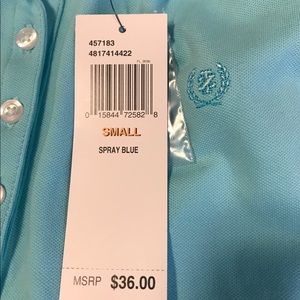 457183
4817414422
0 15844 72582 8
SMALL
SPRAY BLUE
MSRP $36.00